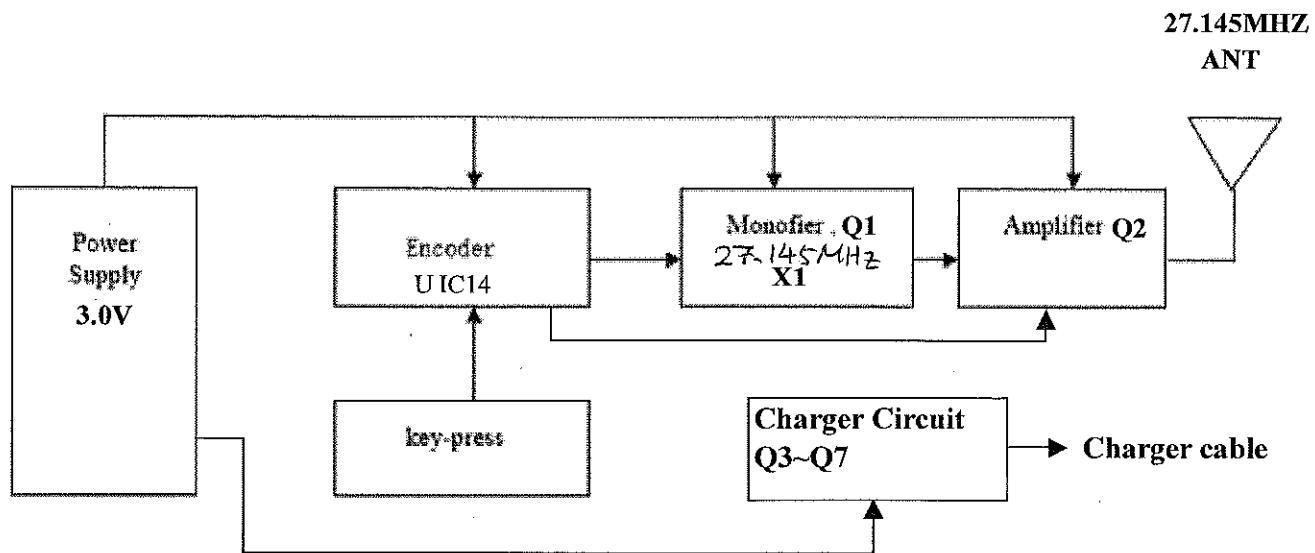 27.145MHZ
ANT
Power
Supply
3.0V
Encoder
U IC14
Monofier . Q1
27.145MHz
X1
Amplifier Q2
key-press
Charger Circuit
Q3~Q7
Charger cable